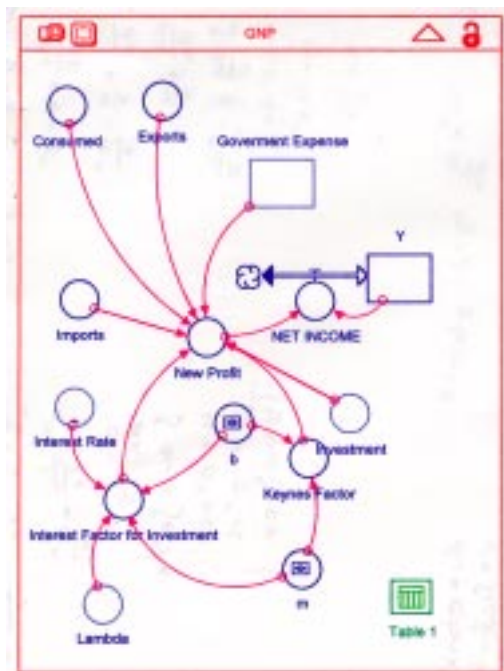 GNP
Consumed
Exports
Goverment Expense
Y
Imports
NET INCOME
New Profit
Interest Rate
b
Investment
Keynes Factor
Interest Factor for Investment
m
Lambda
Table 1